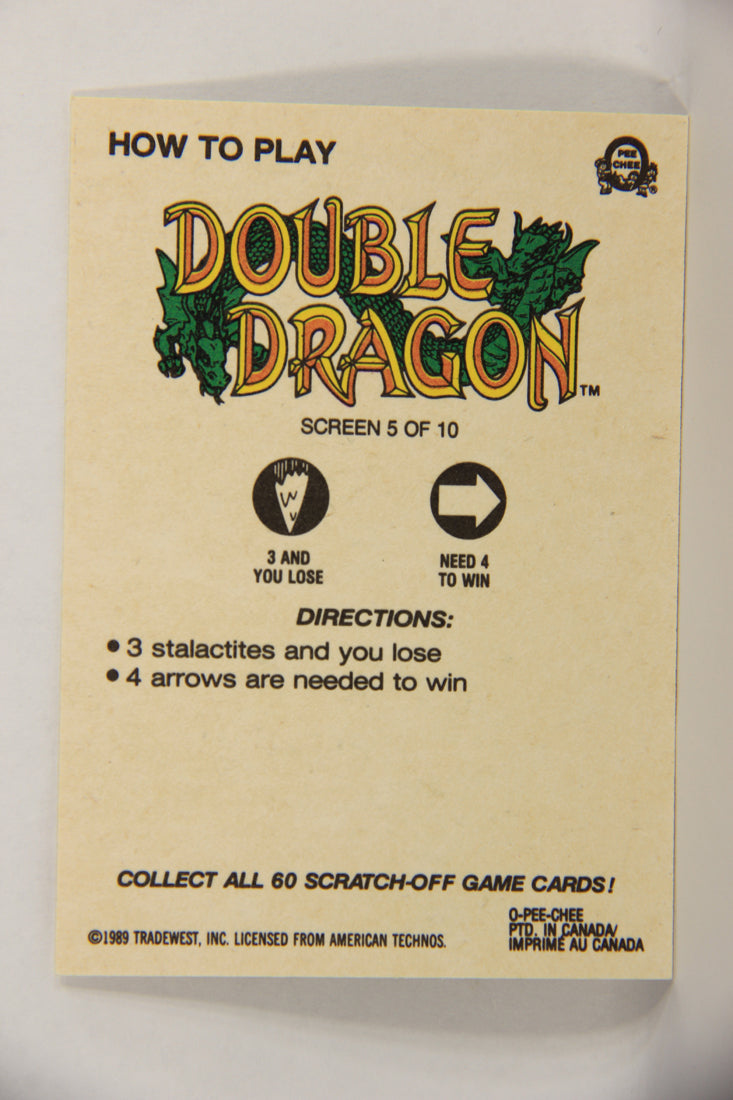 HOW TO PLAY
PEE
CHEE
®
DOUBLE
DRAGON™
SCREEN 5 OF 10
3 AND
YOU LOSE
NEED 4
TO WIN
DIRECTIONS:
• 3 stalactites and you lose
• 4 arrows are needed to win
COLLECT ALL 60 SCRATCH-OFF GAME CARDS!
©1989 TRADEWEST, INC. LICENSED FROM AMERICAN TECHNOS.
O-PEE-CHEE
PTD. IN CANADA/
IMPRIMÉ AU CANADA